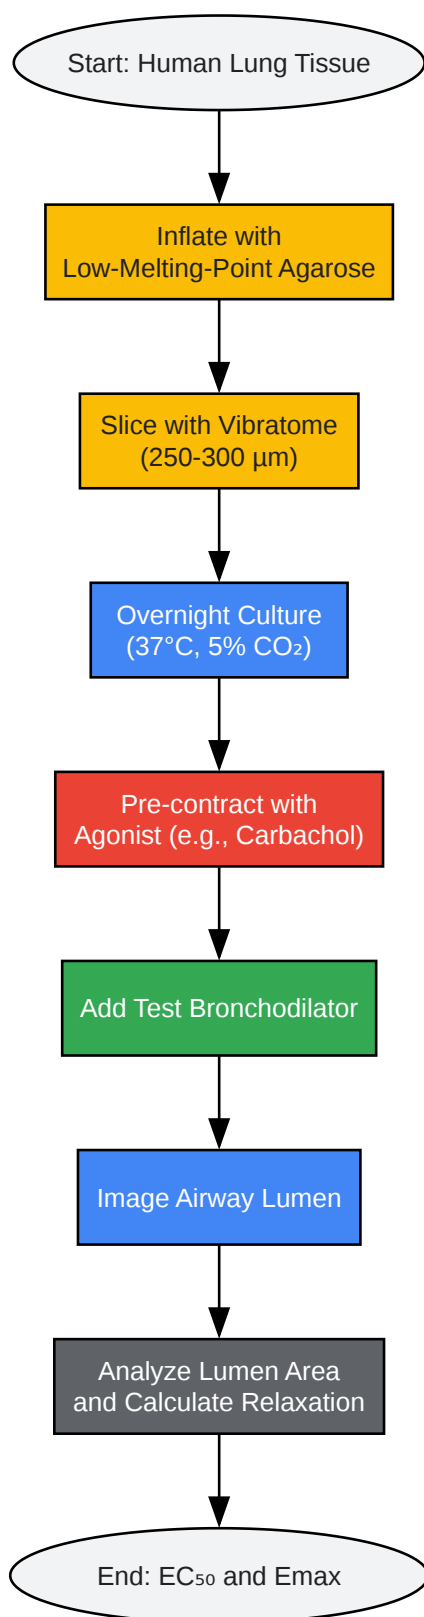 Start: Human Lung Tissue
Inflate with
Low-Melting-Point Agarose
Slice with Vibratome
(250-300 µm)
Overnight Culture
(37°C, 5% CO₂)
Pre-contract with
Agonist (e.g., Carbachol)
Add Test Bronchodilator
Image Airway Lumen
Analyze Lumen Area
and Calculate Relaxation
End: EC₅₀ and Emax